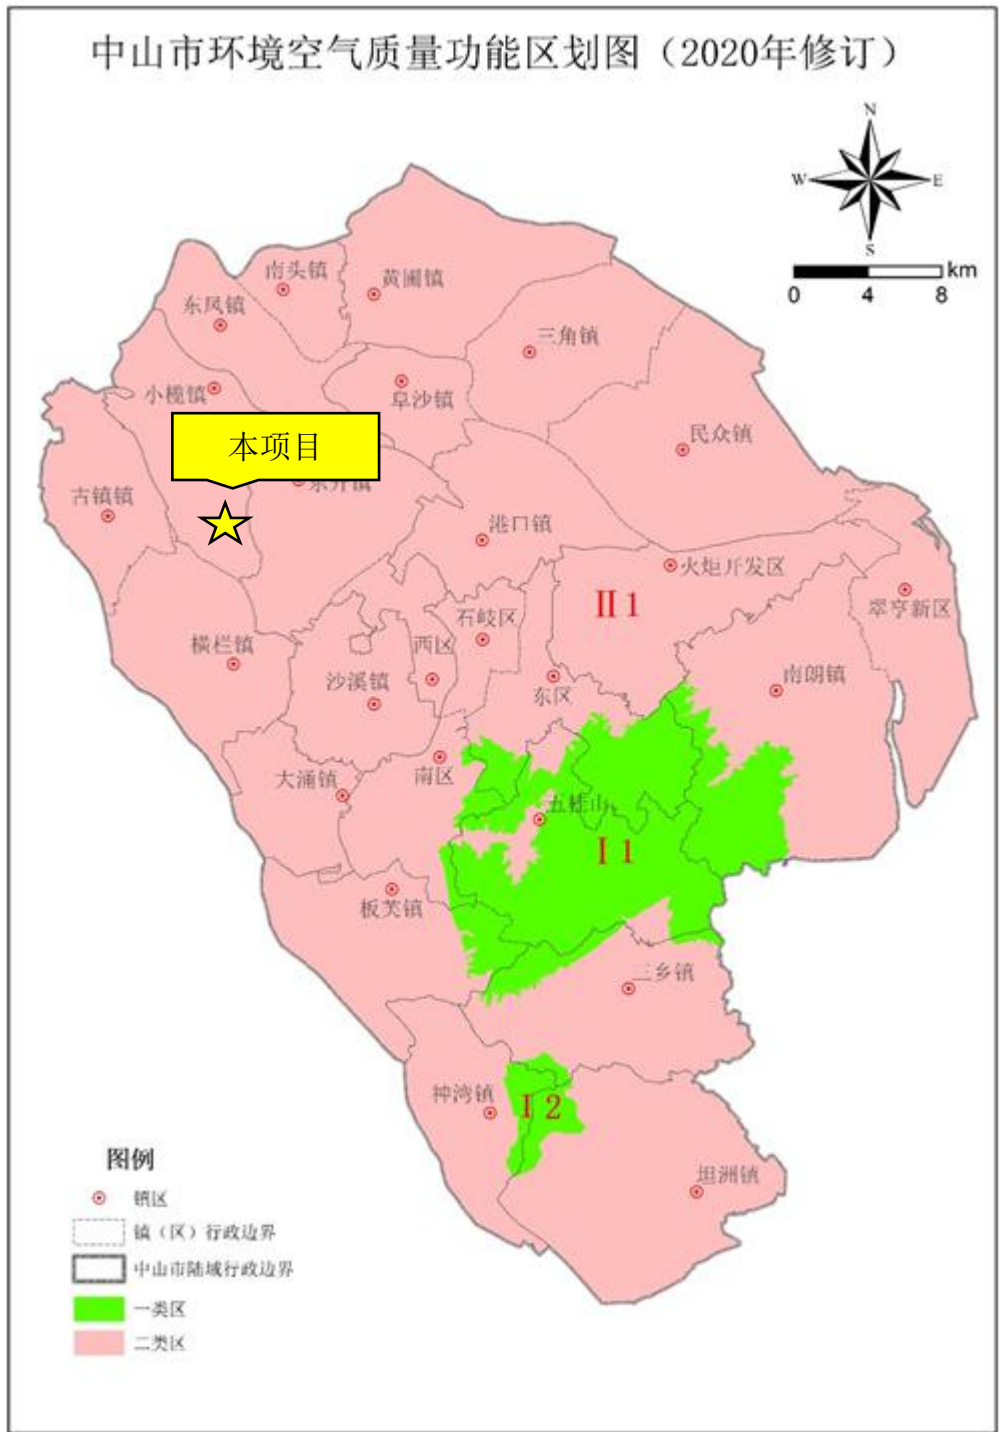 中山市环境空气质量功能区划图（2020年修订）
N
W
E
S
km
0 4 8
南头镇
黄圃镇
东凤镇
三角镇
小榄镇
阜沙镇
民众镇
本项目
古镇镇
港口镇
火炬开发区
翠亨新区
Ⅱ1
石岐区
西区
横栏镇
沙溪镇
东区
南朗镇
南区
大涌镇
五桂山
Ⅰ1
板芙镇
三乡镇
神湾镇
Ⅰ2
坦洲镇
图例
镇区
镇（区）行政边界
中山市陆域行政边界
一类区
二类区